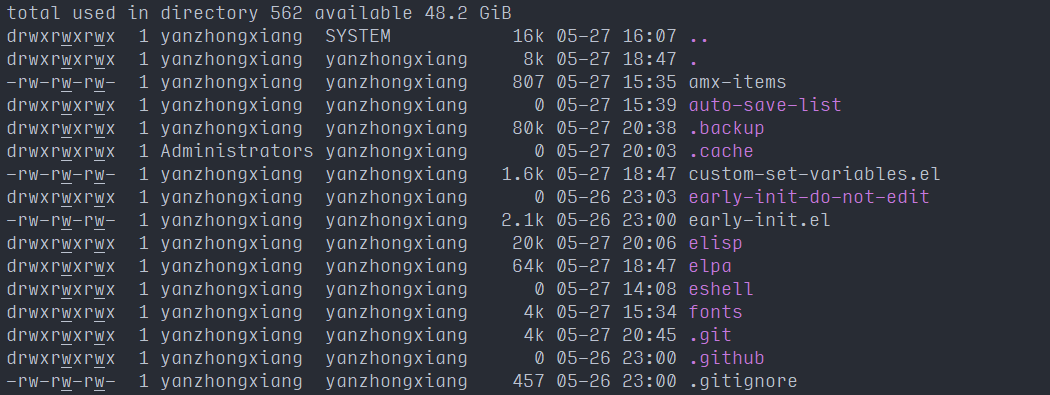 total used in directory 562 available 48.2 GiB
drwxrwxrwx  1 yanzhongxiang  SYSTEM          16k 05-27 16:07 ..
drwxrwxrwx  1 yanzhongxiang  yanzhongxiang    8k 05-27 18:47 .
-rw-rw-rw-  1 yanzhongxiang  yanzhongxiang   807 05-27 15:35 amx-items
drwxrwxrwx  1 yanzhongxiang  yanzhongxiang     0 05-27 15:39 auto-save-list
drwxrwxrwx  1 yanzhongxiang  yanzhongxiang   80k 05-27 20:38 .backup
drwxrwxrwx  1 Administrators yanzhongxiang     0 05-27 20:03 .cache
-rw-rw-rw-  1 yanzhongxiang  yanzhongxiang  1.6k 05-27 18:47 custom-set-variables.el
drwxrwxrwx  1 yanzhongxiang  yanzhongxiang     0 05-26 23:03 early-init-do-not-edit
-rw-rw-rw-  1 yanzhongxiang  yanzhongxiang  2.1k 05-26 23:00 early-init.el
drwxrwxrwx  1 yanzhongxiang  yanzhongxiang   20k 05-27 20:06 elisp
drwxrwxrwx  1 yanzhongxiang  yanzhongxiang   64k 05-27 18:47 elpa
drwxrwxrwx  1 yanzhongxiang  yanzhongxiang     0 05-27 14:08 eshell
drwxrwxrwx  1 yanzhongxiang  yanzhongxiang    4k 05-27 15:34 fonts
drwxrwxrwx  1 yanzhongxiang  yanzhongxiang    4k 05-27 20:45 .git
drwxrwxrwx  1 yanzhongxiang  yanzhongxiang     0 05-26 23:00 .github
-rw-rw-rw-  1 yanzhongxiang  yanzhongxiang   457 05-26 23:00 .gitignore